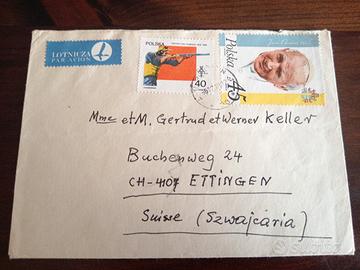 LOTNICZA
PAR AVION
POLSKA
40
Polska 45
Mme et M. Gertrud et Werner Keller
Buchenweg 24
CH-4107 ETTINGEN
Suisse (Szwajcaria)